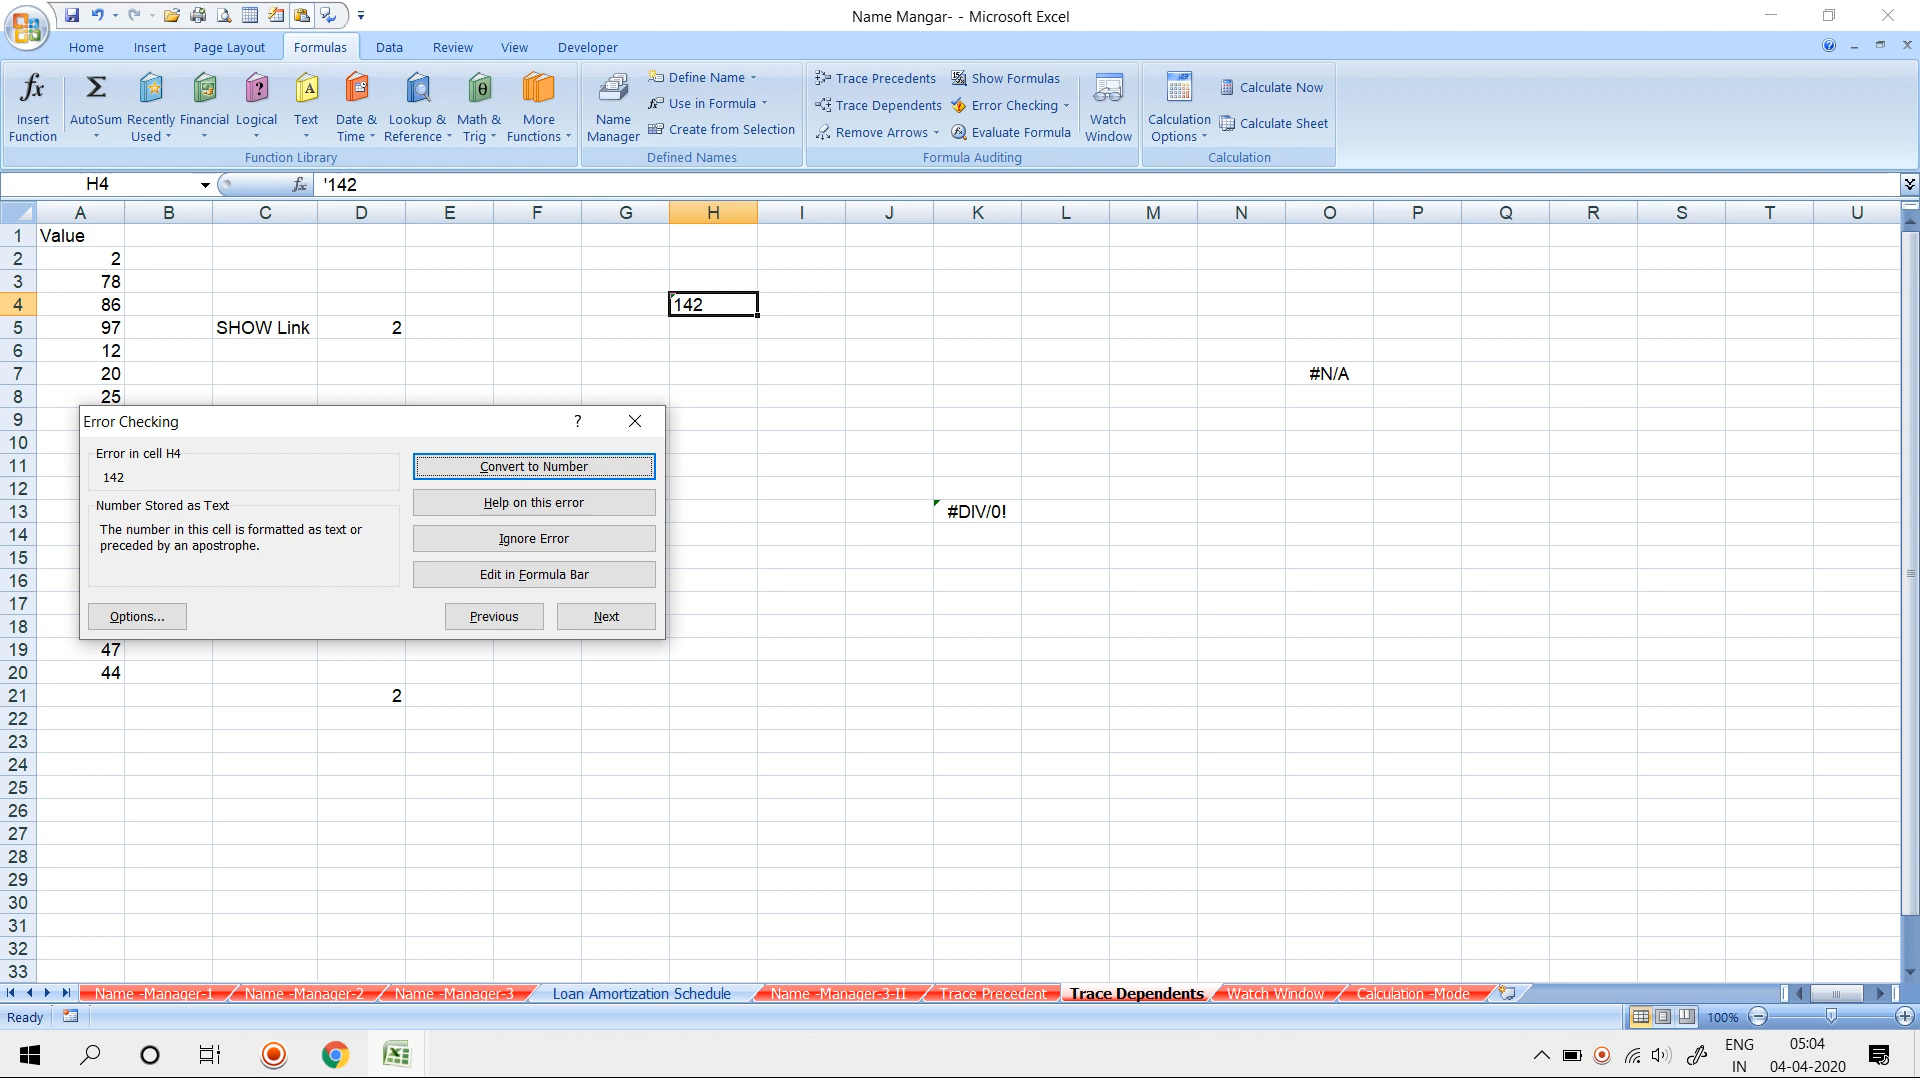 Name Mangar- - Microsoft Excel
Home Insert Page Layout Formulas Data Review View Developer
Insert Function
AutoSum
Recently Used
Financial
Logical
Text
Date & Time
Lookup & Reference
Math & Trig
More Functions
Function Library
Name Manager
Define Name
Use in Formula
Create from Selection
Defined Names
Trace Precedents
Trace Dependents
Remove Arrows
Show Formulas
Error Checking
Evaluate Formula
Watch Window
Formula Auditing
Calculation Options
Calculate Now
Calculate Sheet
Calculation
H4 fx '142
A B C D E F G H I J K L M N O P Q R S T U
1 Value
2 2
3 78
4 86 142
5 97 SHOW Link 2
6 12
7 20 #N/A
8 25
9
10
11
12
13 #DIV/0!
14
15
16
17
18
19 47
20 44
21 2
22
23
24
25
26
27
28
29
30
31
32
33
Error Checking ?
Error in cell H4
142
Number Stored as Text
The number in this cell is formatted as text or
preceded by an apostrophe.
Convert to Number
Help on this error
Ignore Error
Edit in Formula Bar
Options... Previous Next
Name -Manager-1 Name -Manager-2 Name -Manager-3 Loan Amortization Schedule Name -Manager-3-II Trace Precedent Trace Dependents Watch Window Calculation -Mode
Ready 100%
ENG 05:04
IN 04-04-2020